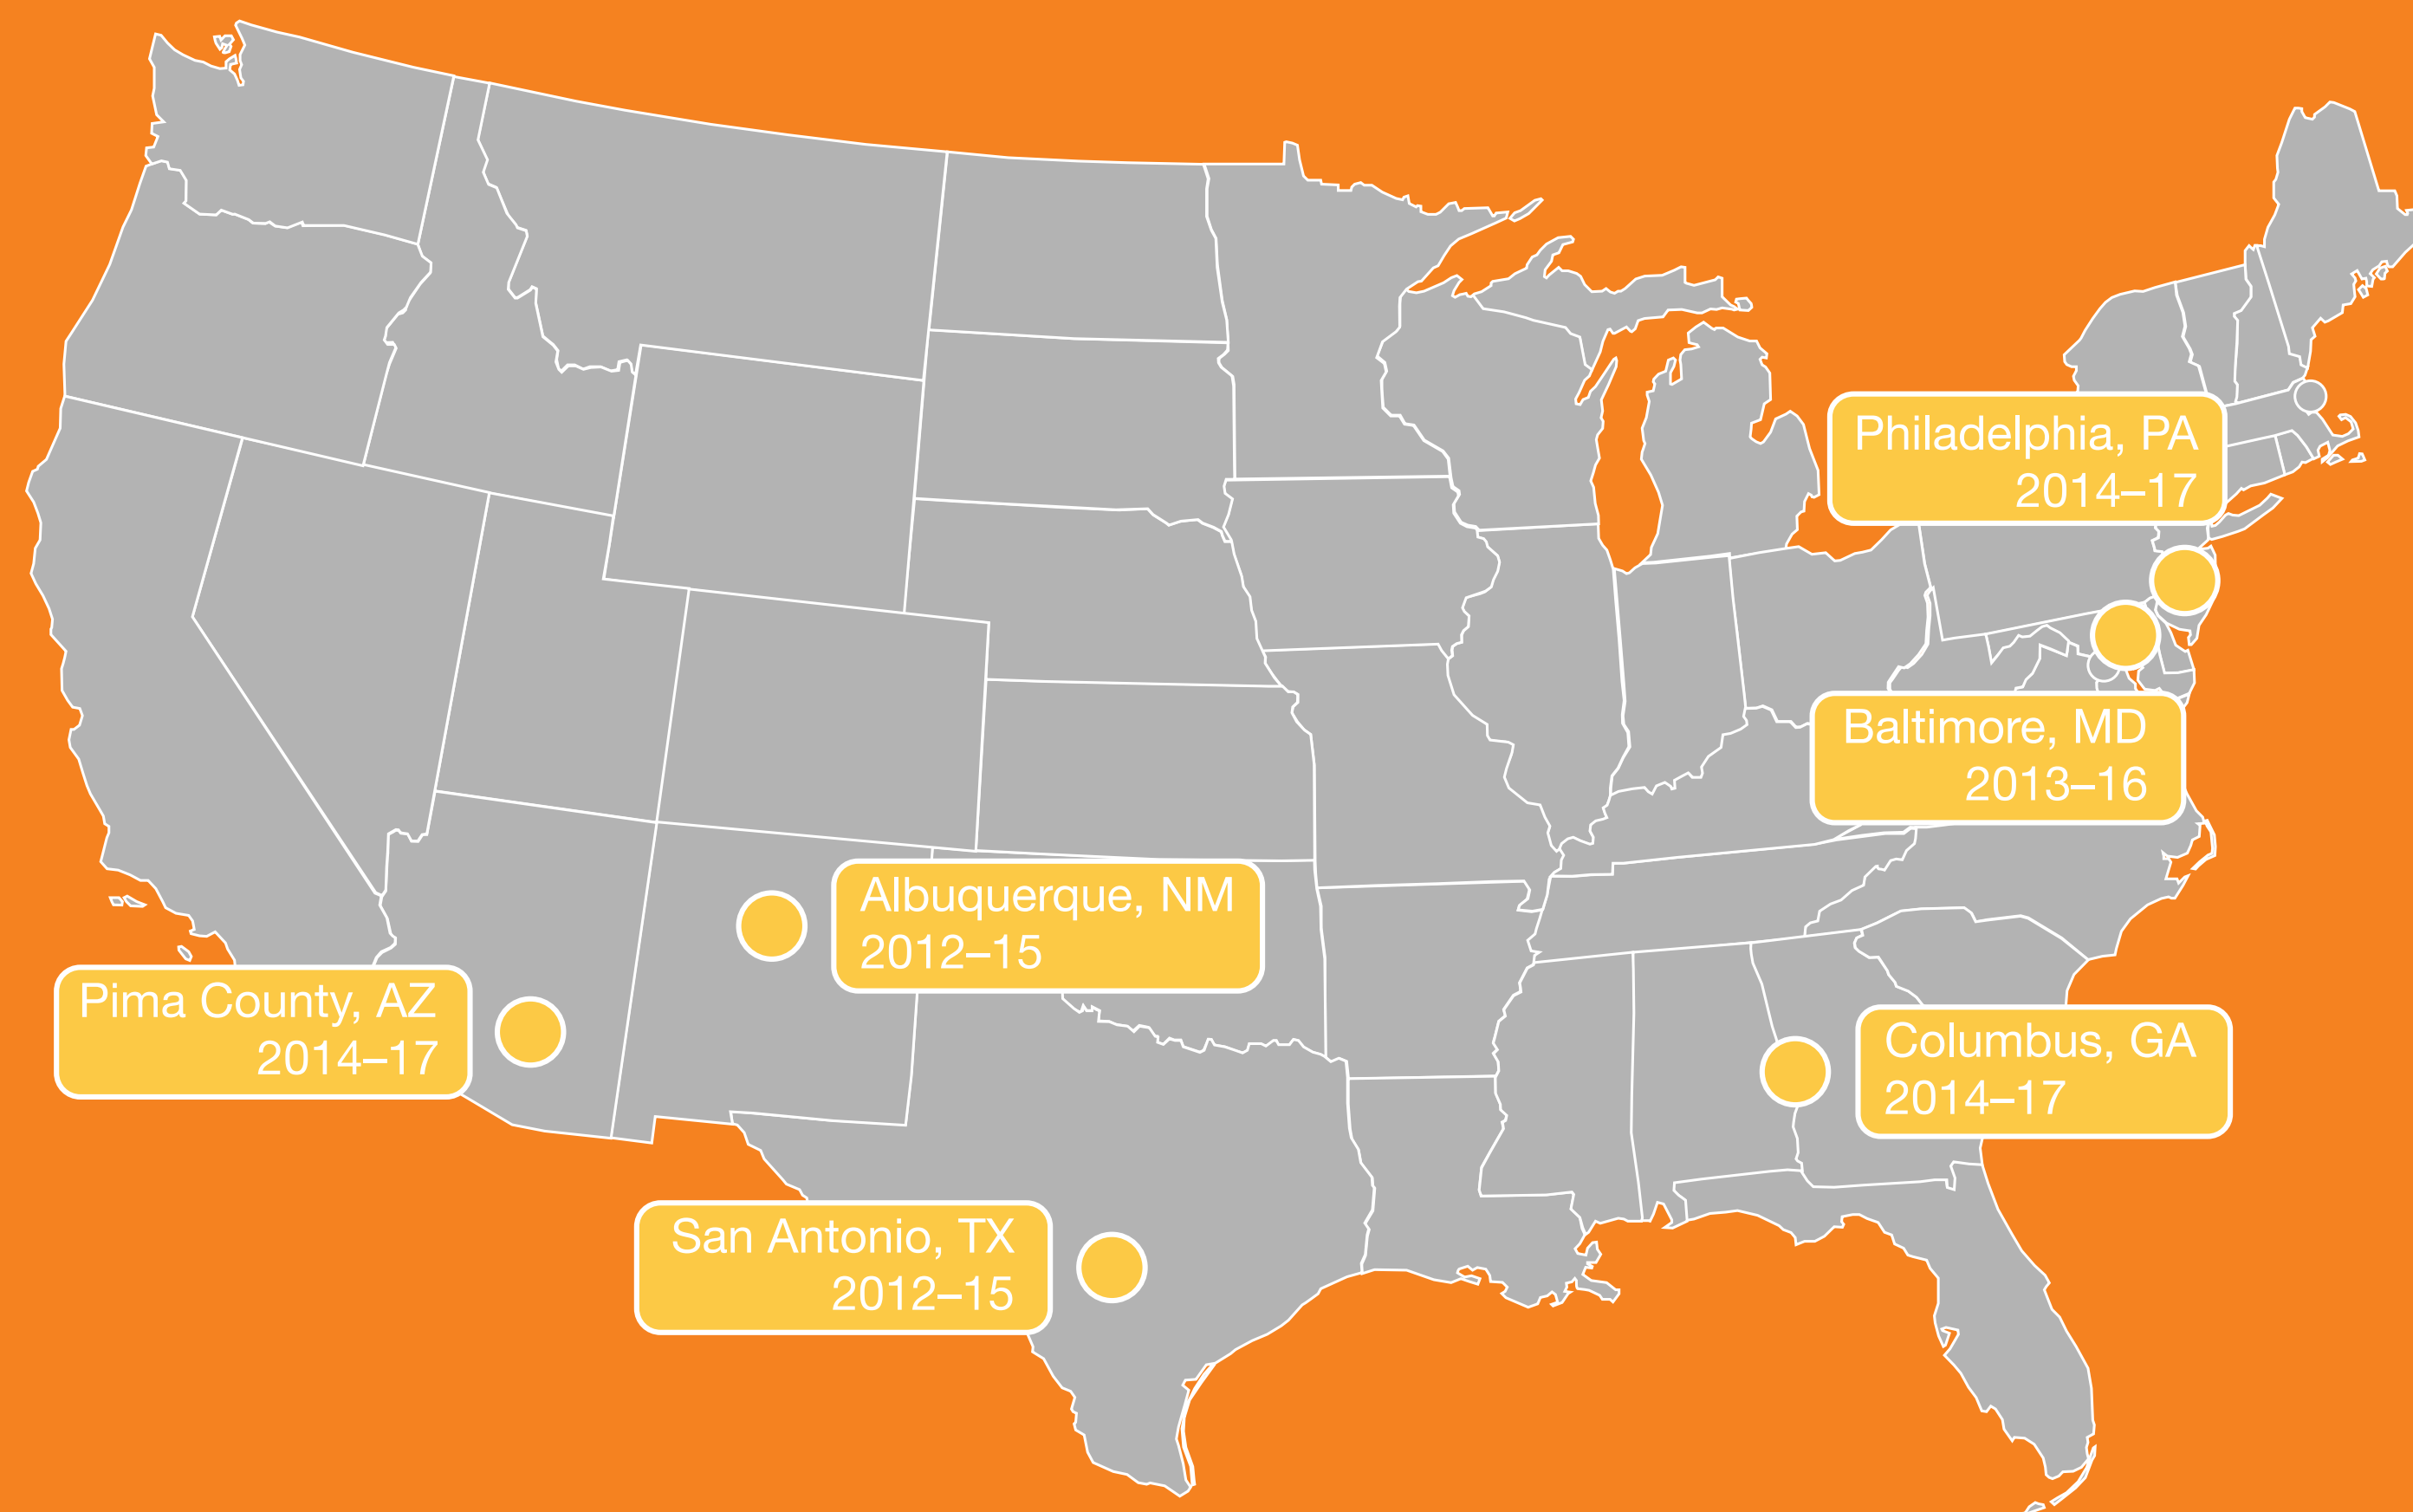 Philadelphia, PA
2014–17
Baltimore, MD
2013–16
Albuquerque, NM
2012–15
Pima County, AZ
2014–17
Columbus, GA
2014–17
San Antonio, TX
2012–15